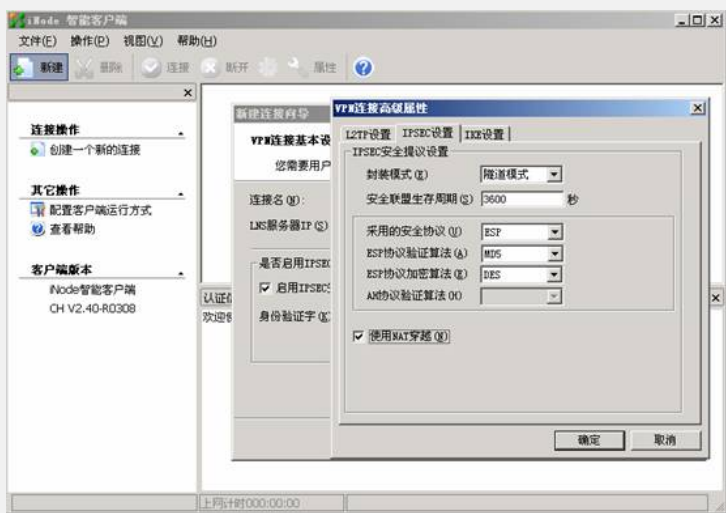 iNode 智能客户端
文件(F) 操作(P) 视图(V) 帮助(H)
新建 删除 连接 断开 属性
连接操作
创建一个新的连接
其它操作
配置客户端运行方式
查看帮助
客户端版本
iNode智能客户端
CH V2.40-R0308
新建连接向导
VPN连接基本设
您需要用户
连接名(N):
LNS服务器IP(S)
是否启用IPSEC
启用IPSEC
身份验证字(K)
认证
欢迎使
VPN连接高级属性
L2TP设置 IPSEC设置 IKE设置
IPSEC安全提议设置
封装模式(E) 隧道模式
安全联盟生存周期(S) 3600 秒
采用的安全协议(U) ESP
ESP协议验证算法(A) MD5
ESP协议加密算法(E) DES
AH协议验证算法(H)
使用NAT穿越(N)
确定 取消
上网计时000:00:00